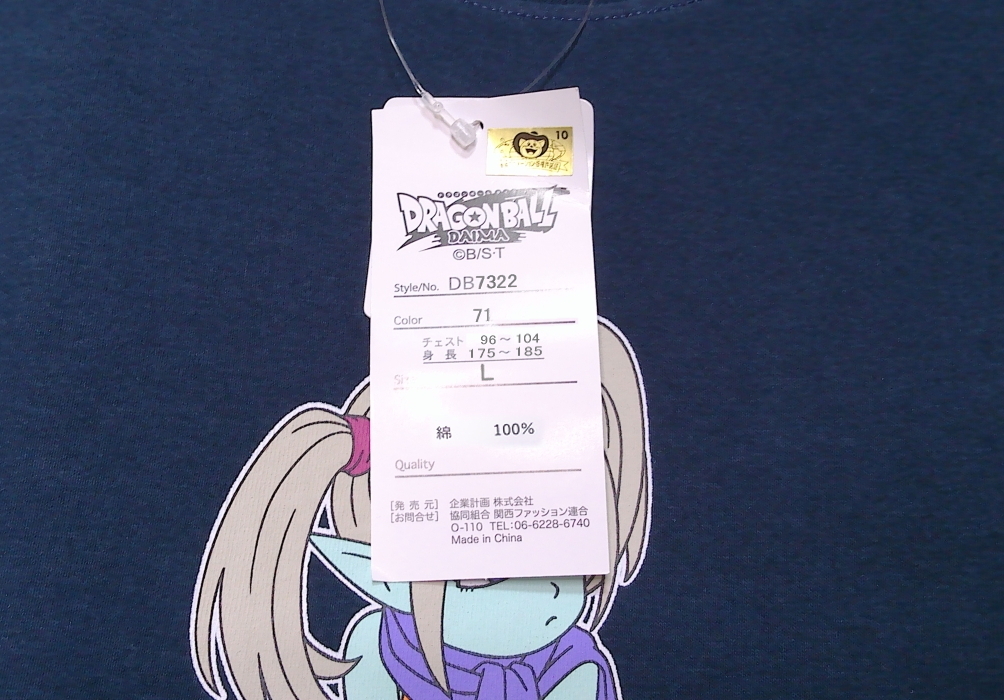 10
DRAGONBALL
DAIMA
©B/S・T
Style/No. DB7322
Color 71
チェスト 96～104
身長 175～185
L
綿 100%
Quality
[発売元] 企業計画 株式会社
[お問合せ] 協同組合 関西ファッション連合
O-110 TEL:06-6228-6740
Made in China